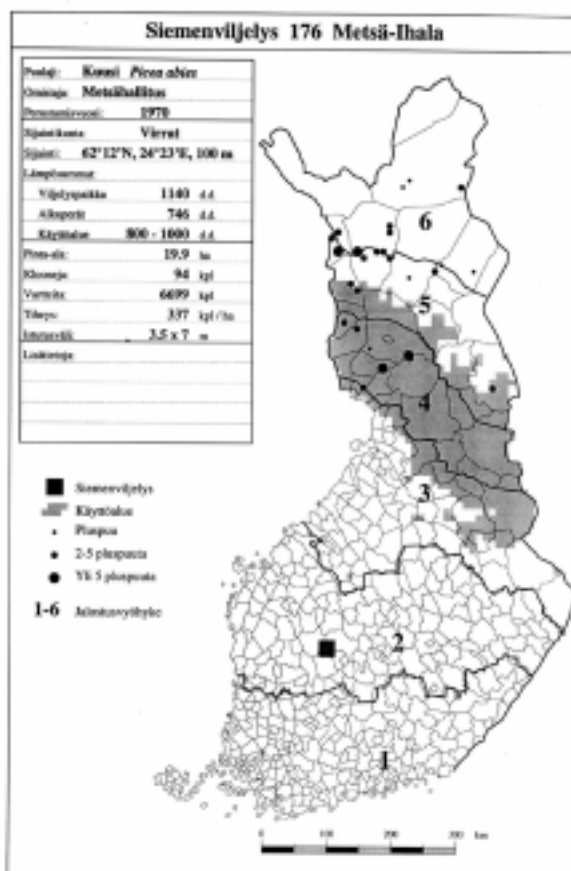 Siemenviljelys 176 Metsä-Ihala
Puulaji: Kuusi Picea abies
Omistaja: Metsähallitus
Perustamisvuosi: 1970
Sijaintikunta: Virrat
Sijainti: 62°12'N, 24°23'E, 100 m
Lämpösummat
Viljelypaikka 1140 d.d.
Alkuperä 746 d.d.
Käyttöalue 800 - 1000 d.d.
Pinta-ala: 19.9 ha
Klooneja: 94 kpl
Vartteita: 6699 kpl
Tiheys: 337 kpl / ha
Istutusväli: 3.5 x 7 m
Lisätietoja:
6
5
4
3
Siemenviljelys
Käyttöalue
Pluspuu
2-5 pluspuuta
Yli 5 pluspuuta
1-6 Jalostusvyöhyke
2
1
0 100 200 300 km